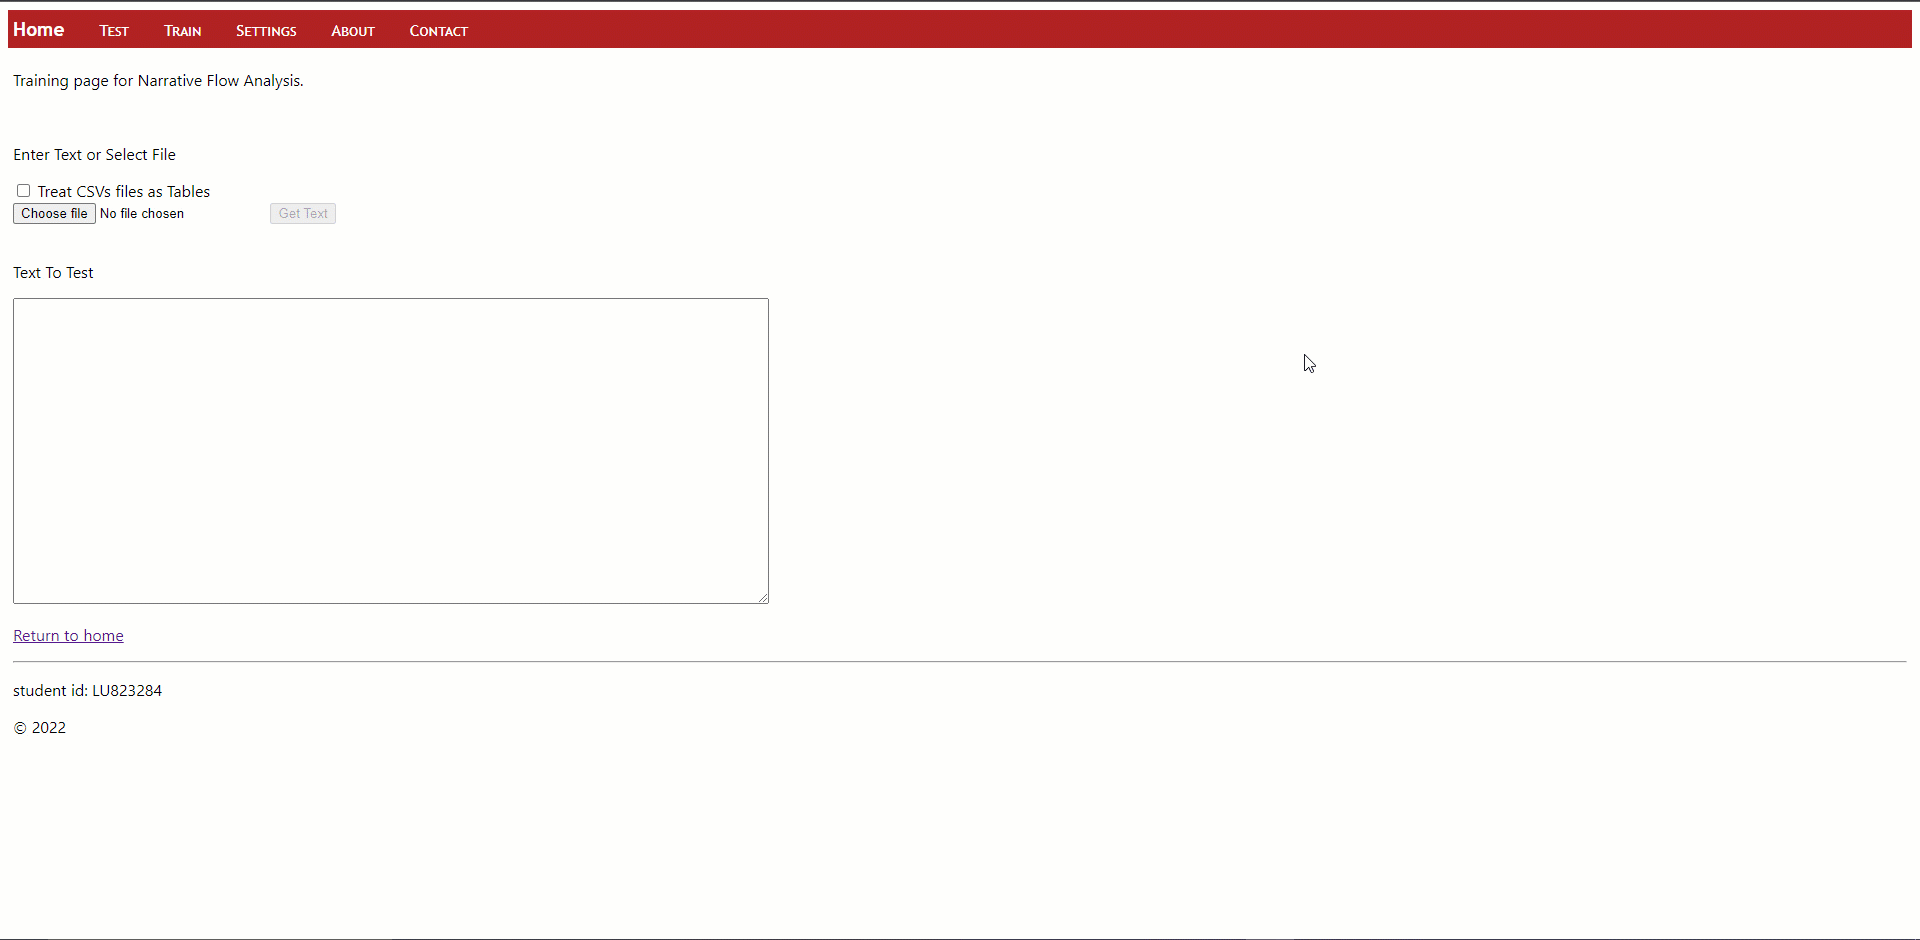 Home Test Train Settings About Contact
Training page for Narrative Flow Analysis.
Enter Text or Select File
Treat CSVs files as Tables
Choose file No file chosen Get Text
Text To Test
Return to home
student id: LU823284
© 2022